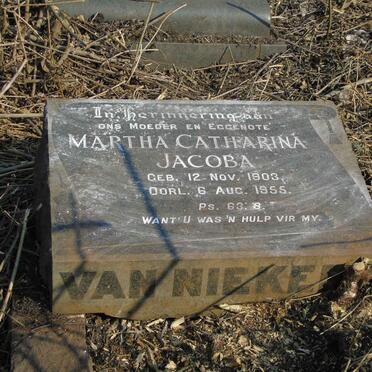 In Herinnering aan
ONS MOEDER EN EGGENOTE
MARTHA CATHARINA
JACOBA
GEB. 12 NOV. 1903.
OORL. 6 AUG. 1955.
PS. 63:8.
WANT U WAS 'N HULP VIR MY.
VAN NIEKE